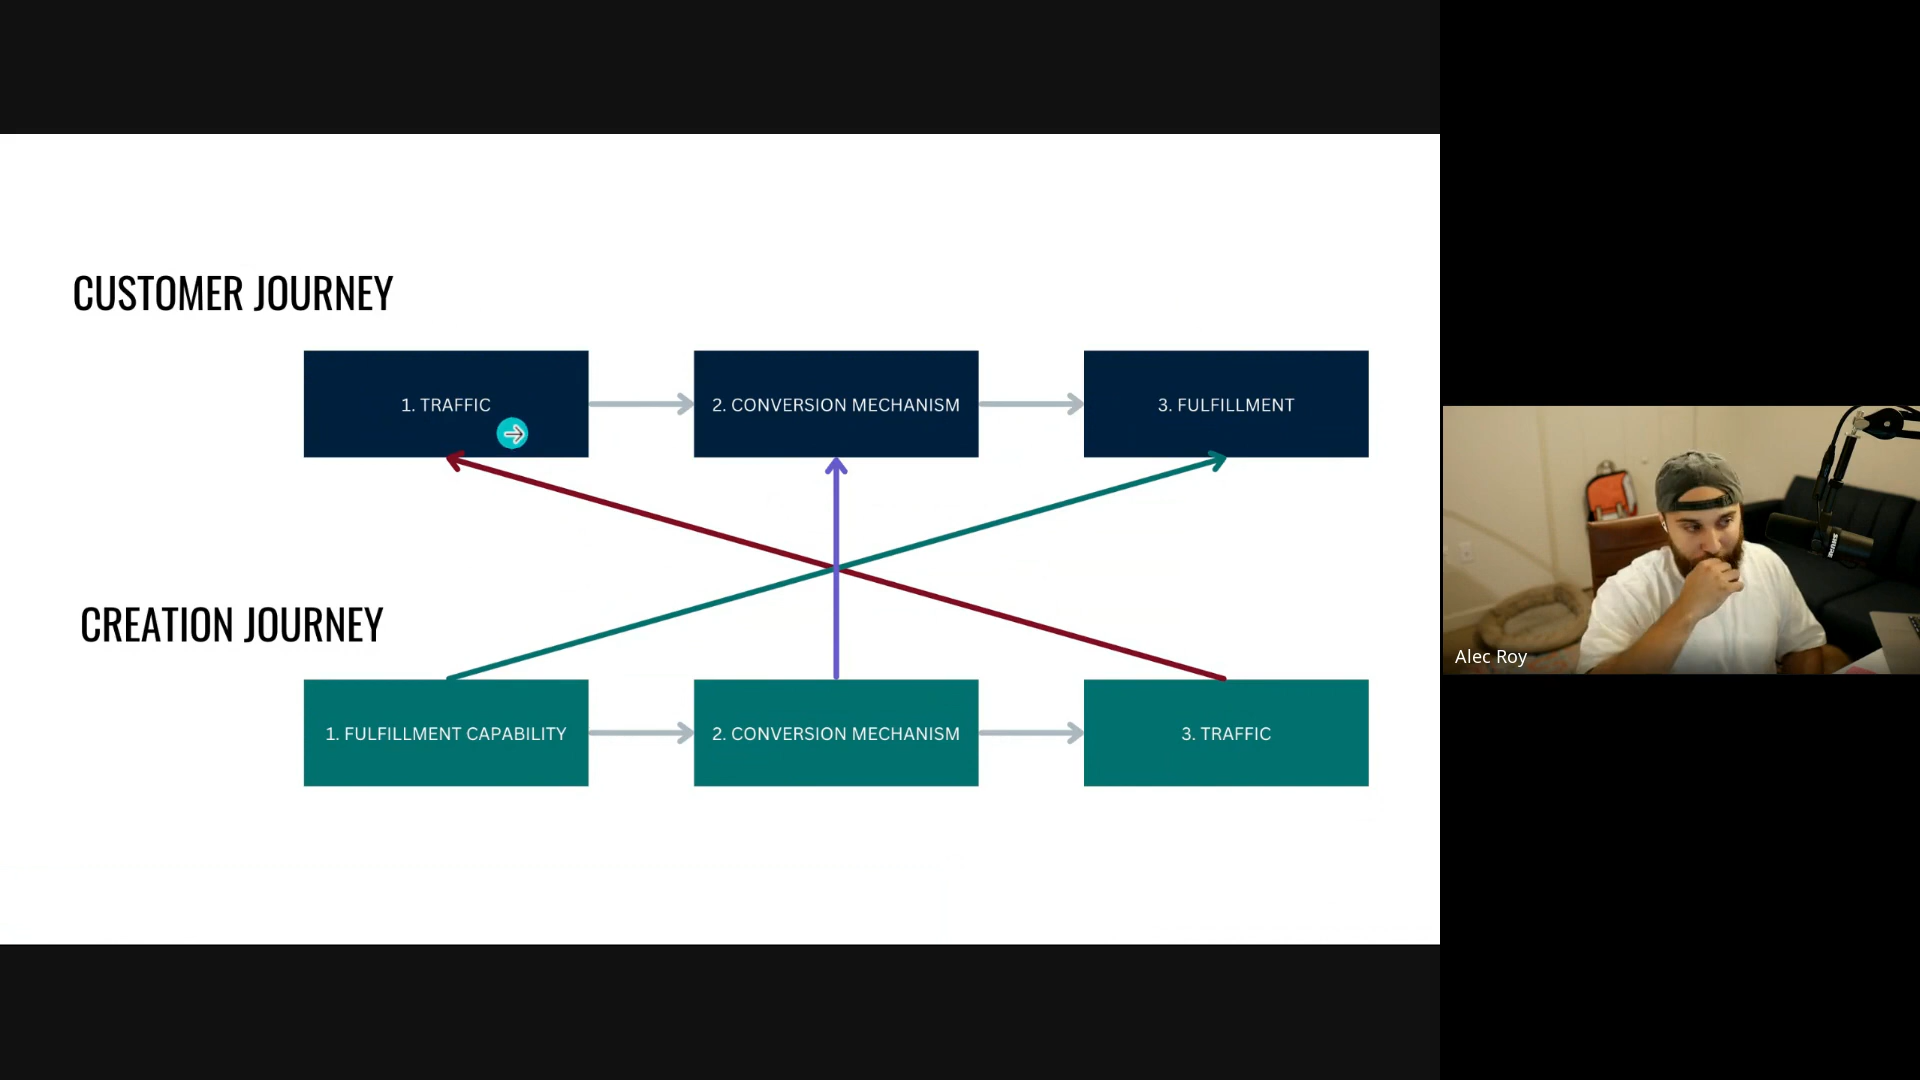 CUSTOMER JOURNEY
1. TRAFFIC
2. CONVERSION MECHANISM
3. FULFILLMENT
CREATION JOURNEY
1. FULFILLMENT CAPABILITY
2. CONVERSION MECHANISM
3. TRAFFIC
SHURE
Alec Roy